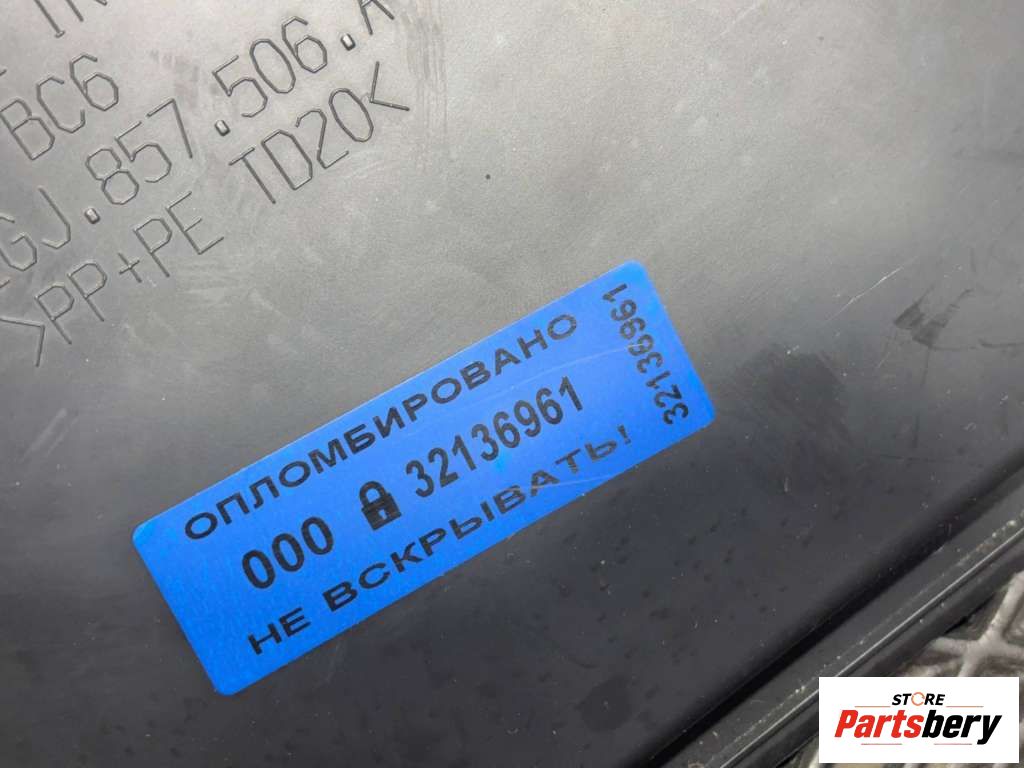 BC6
GJ.857.506.A
>PP+PE TD20<
ОПЛОМБИРОВАНО
000 32136961
НЕ ВСКРЫВАТЬ!
32136961
STORE
Partsbery